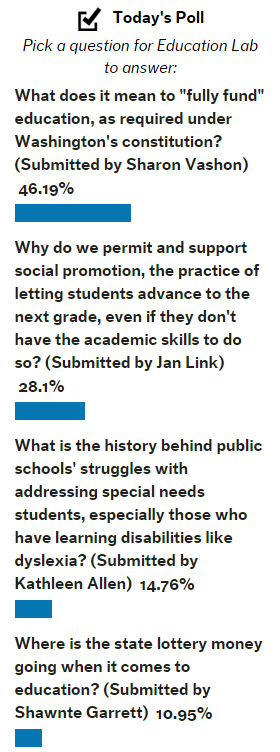 Today's Poll
Pick a question for Education Lab
to answer:
What does it mean to "fully fund"
education, as required under
Washington's constitution?
(Submitted by Sharon Vashon)
46.19%
Why do we permit and support
social promotion, the practice of
letting students advance to the
next grade, even if they don't
have the academic skills to do
so? (Submitted by Jan Link)
28.1%
What is the history behind public
schools' struggles with
addressing special needs
students, especially those who
have learning disabilities like
dyslexia? (Submitted by
Kathleen Allen) 14.76%
Where is the state lottery money
going when it comes to
education? (Submitted by
Shawnte Garrett) 10.95%